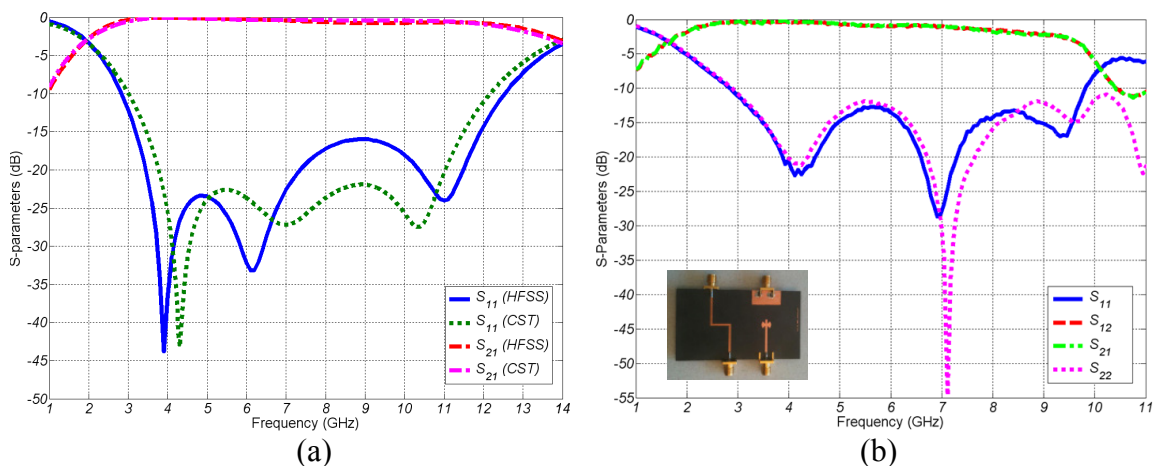 0
-5
-10
-15
-20
-25
-30
-35
-40
-45
-50
S-parameters (dB)
1 2 3 4 5 6 7 8 9 10 11 12 13 14
Frequency (GHz)
S11 (HFSS)
S11 (CST)
S21 (HFSS)
S21 (CST)
(a)
0
-5
-10
-15
-20
-25
-30
-35
-40
-45
-50
-55
S-Parameters (dB)
1 2 3 4 5 6 7 8 9 10 11
Frequency (GHz)
S11
S12
S21
S22
(b)